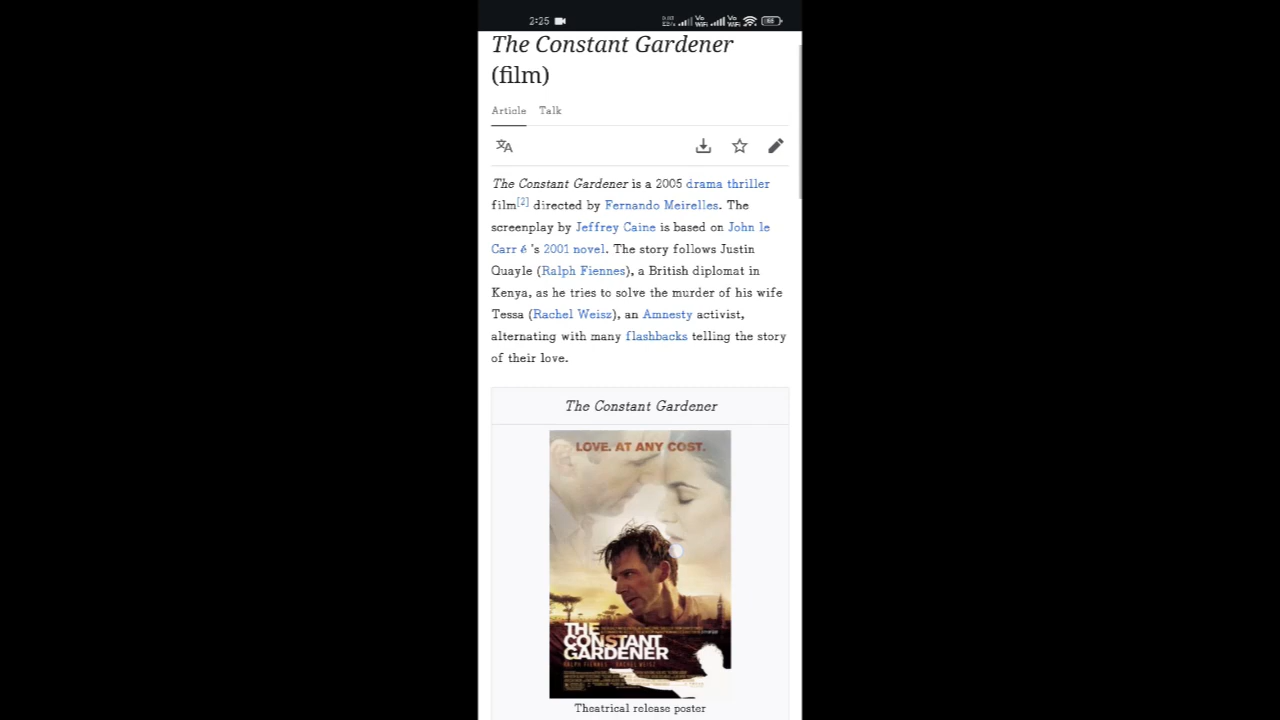 2:25
The Constant Gardener
(film)
Article Talk
The Constant Gardener is a 2005 drama thriller
film[2] directed by Fernando Meirelles. The
screenplay by Jeffrey Caine is based on John le
Carr é 's 2001 novel. The story follows Justin
Quayle (Ralph Fiennes), a British diplomat in
Kenya, as he tries to solve the murder of his wife
Tessa (Rachel Weisz), an Amnesty activist,
alternating with many flashbacks telling the story
of their love.
The Constant Gardener
LOVE. AT ANY COST.
THE
CONSTANT
GARDENER
RALPH FIENNES RACHEL WEISZ
Theatrical release poster